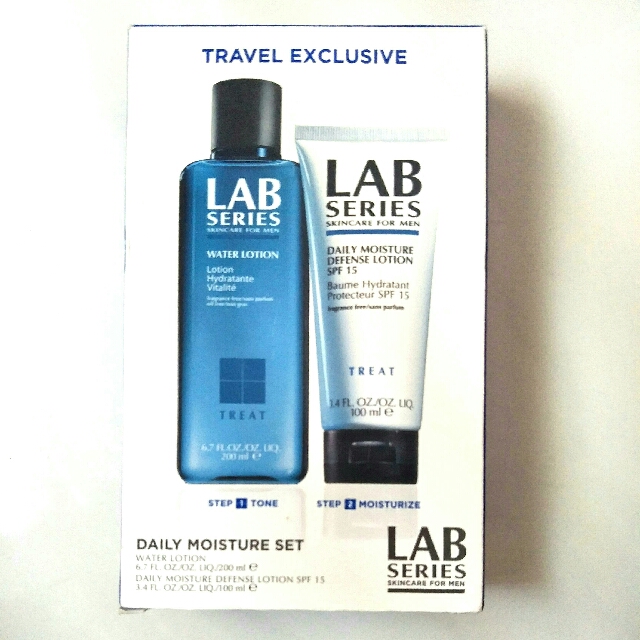 TRAVEL EXCLUSIVE
LAB
SERIES
SKINCARE FOR MEN
WATER LOTION
Lotion
Hydratante
Vitalité
fragrance free/sans parfum
TREAT
6.7 FL.OZ./OZ. LIQ.
200 ml ℮
LAB
SERIES
SKINCARE FOR MEN
DAILY MOISTURE
DEFENSE LOTION
SPF 15
Baume Hydratant
Protecteur SPF 15
fragrance free/sans parfum
TREAT
3.4 FL. OZ./OZ. LIQ.
100 ml ℮
STEP 1 TONE
STEP 2 MOISTURIZE
DAILY MOISTURE SET
WATER LOTION
6.7 FL. OZ./OZ. LIQ./200 ml ℮
DAILY MOISTURE DEFENSE LOTION SPF 15
3.4 FL. OZ./OZ. LIQ./100 ml ℮
LAB
SERIES
SKINCARE FOR MEN